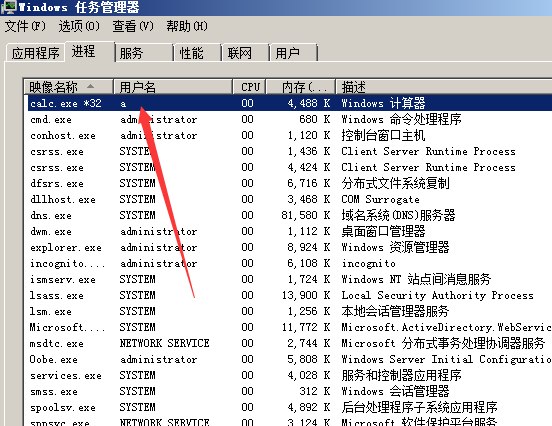 Windows 任务管理器
文件(F) 选项(O) 查看(V) 帮助(H)
应用程序 进程 服务 性能 联网 用户
映像名称 用户名 CPU 内存(... 描述
calc.exe *32 a 00 4,488 K Windows 计算器
cmd.exe administrator 00 680 K Windows 命令处理程序
conhost.exe administrator 00 1,120 K 控制台窗口主机
csrss.exe SYSTEM 00 1,436 K Client Server Runtime Process
csrss.exe SYSTEM 00 4,424 K Client Server Runtime Process
dfsrs.exe SYSTEM 00 6,716 K 分布式文件系统复制
dllhost.exe SYSTEM 00 3,468 K COM Surrogate
dns.exe SYSTEM 00 81,580 K 域名系统(DNS)服务器
dwm.exe administrator 00 1,112 K 桌面窗口管理器
explorer.exe administrator 00 8,924 K Windows 资源管理器
incognito.... administrator 00 6,108 K incognito
ismserv.exe SYSTEM 00 1,724 K Windows NT 站点间消息服务
lsass.exe SYSTEM 00 13,900 K Local Security Authority Process
lsm.exe SYSTEM 00 1,256 K 本地会话管理器服务
Microsoft.... SYSTEM 00 11,772 K Microsoft.ActiveDirectory.WebService
msdtc.exe NETWORK SERVICE 00 2,744 K Microsoft 分布式事务处理协调器服务
Oobe.exe administrator 00 5,808 K Windows Server Initial Configuratio
services.exe SYSTEM 00 4,028 K 服务和控制器应用程序
smss.exe SYSTEM 00 312 K Windows 会话管理器
spoolsv.exe SYSTEM 00 4,892 K 后台处理程序子系统应用程序
sppsvc.exe NETWORK SERVICE 00 3,124 K Microsoft 软件保护平台服务